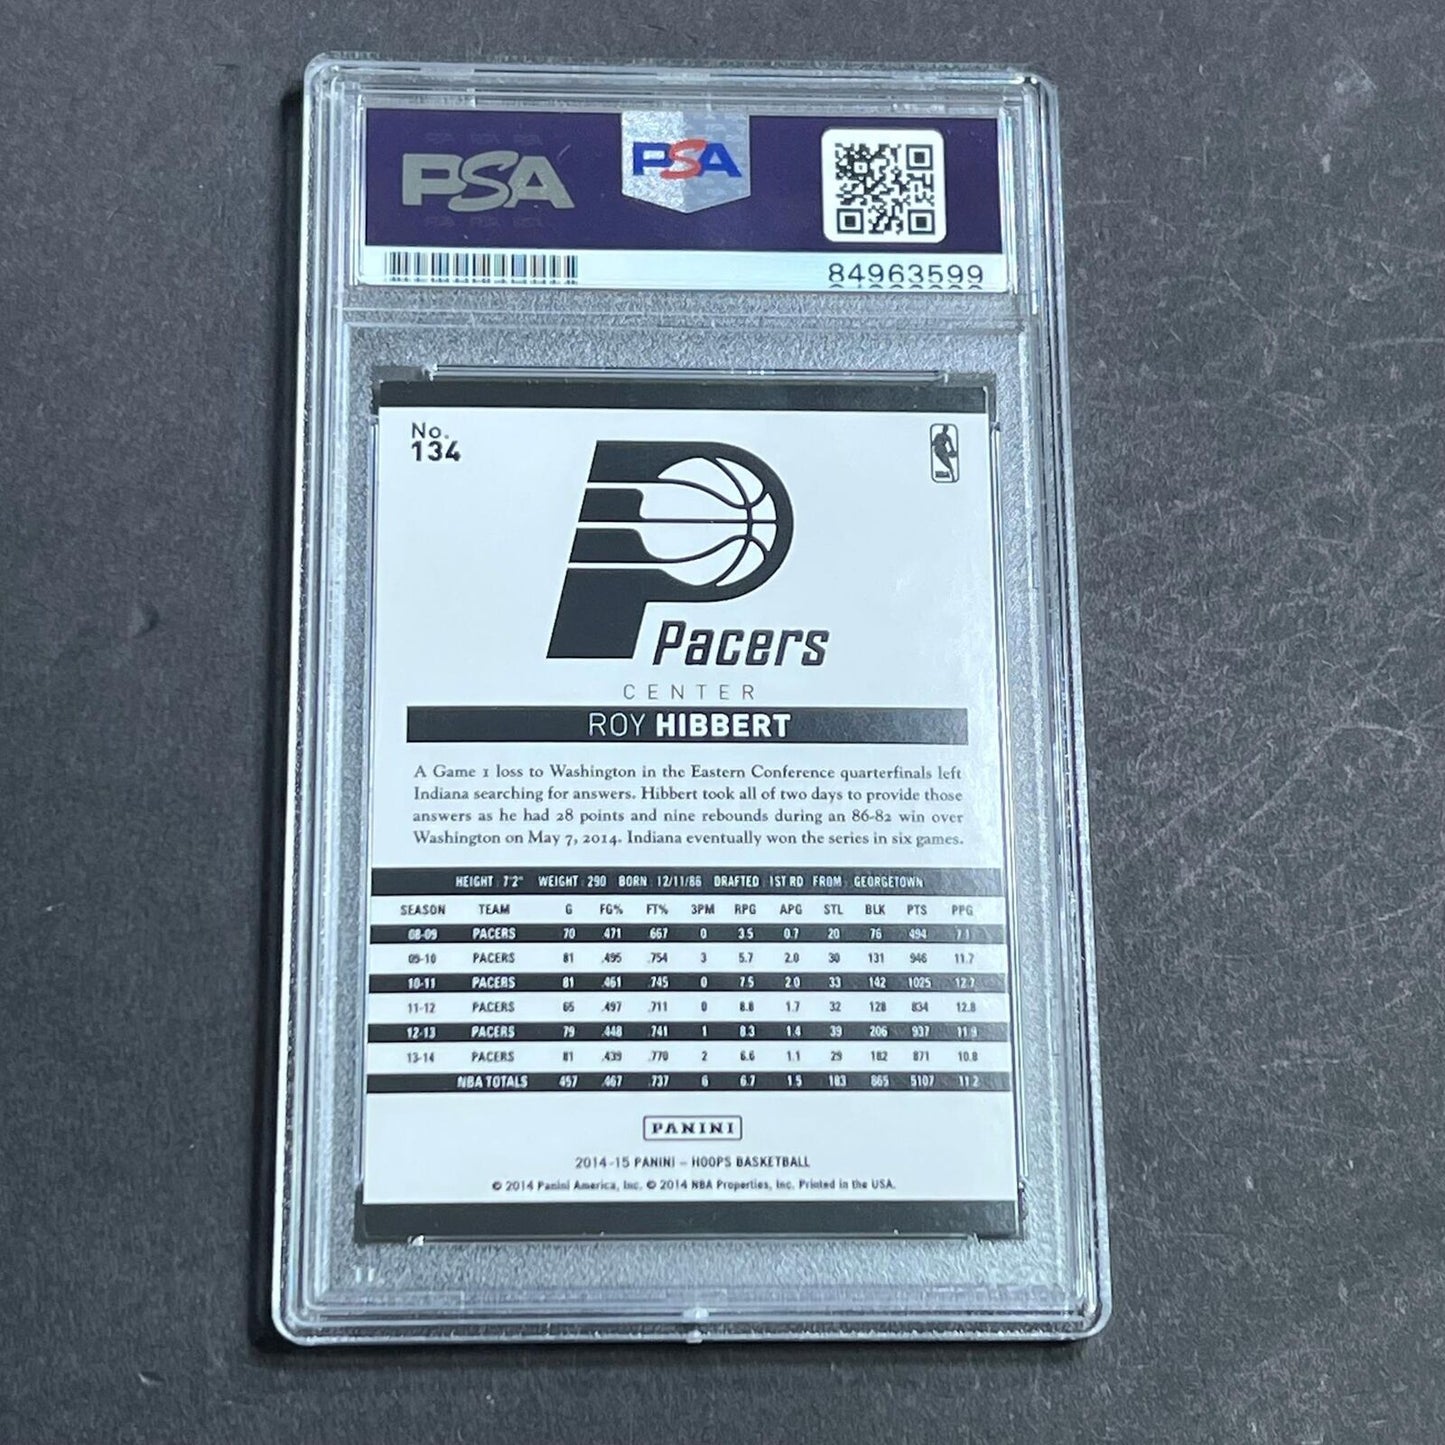 PSA
PSA
84963599
No.
134
Pacers
CENTER
ROY HIBBERT
A Game 1 loss to Washington in the Eastern Conference quarterfinals left
Indiana searching for answers. Hibbert took all of two days to provide those
answers as he had 28 points and nine rebounds during an 86-82 win over
Washington on May 7, 2014. Indiana eventually won the series in six games.
HEIGHT: 7'2" WEIGHT: 290 BORN: 12/11/86 DRAFTED: 1ST RD FROM: GEORGETOWN
SEASON TEAM G FG% FT% 3PM RPG APG STL BLK PTS PPG
08-09 PACERS 70 .471 .667 0 3.5 0.7 20 76 494 7.1
09-10 PACERS 81 .495 .754 3 5.7 2.0 30 131 946 11.7
10-11 PACERS 81 .461 .745 0 7.5 2.0 33 142 1025 12.7
11-12 PACERS 65 .497 .711 0 8.8 1.7 32 128 834 12.8
12-13 PACERS 79 .448 .741 1 8.3 1.4 39 206 937 11.9
13-14 PACERS 81 .439 .770 2 6.6 1.1 29 182 871 10.8
NBA TOTALS 457 .467 .737 6 6.7 1.5 183 865 5107 11.2
PANINI
2014-15 PANINI – HOOPS BASKETBALL
© 2014 Panini America, Inc. © 2014 NBA Properties, Inc. Printed in the USA.